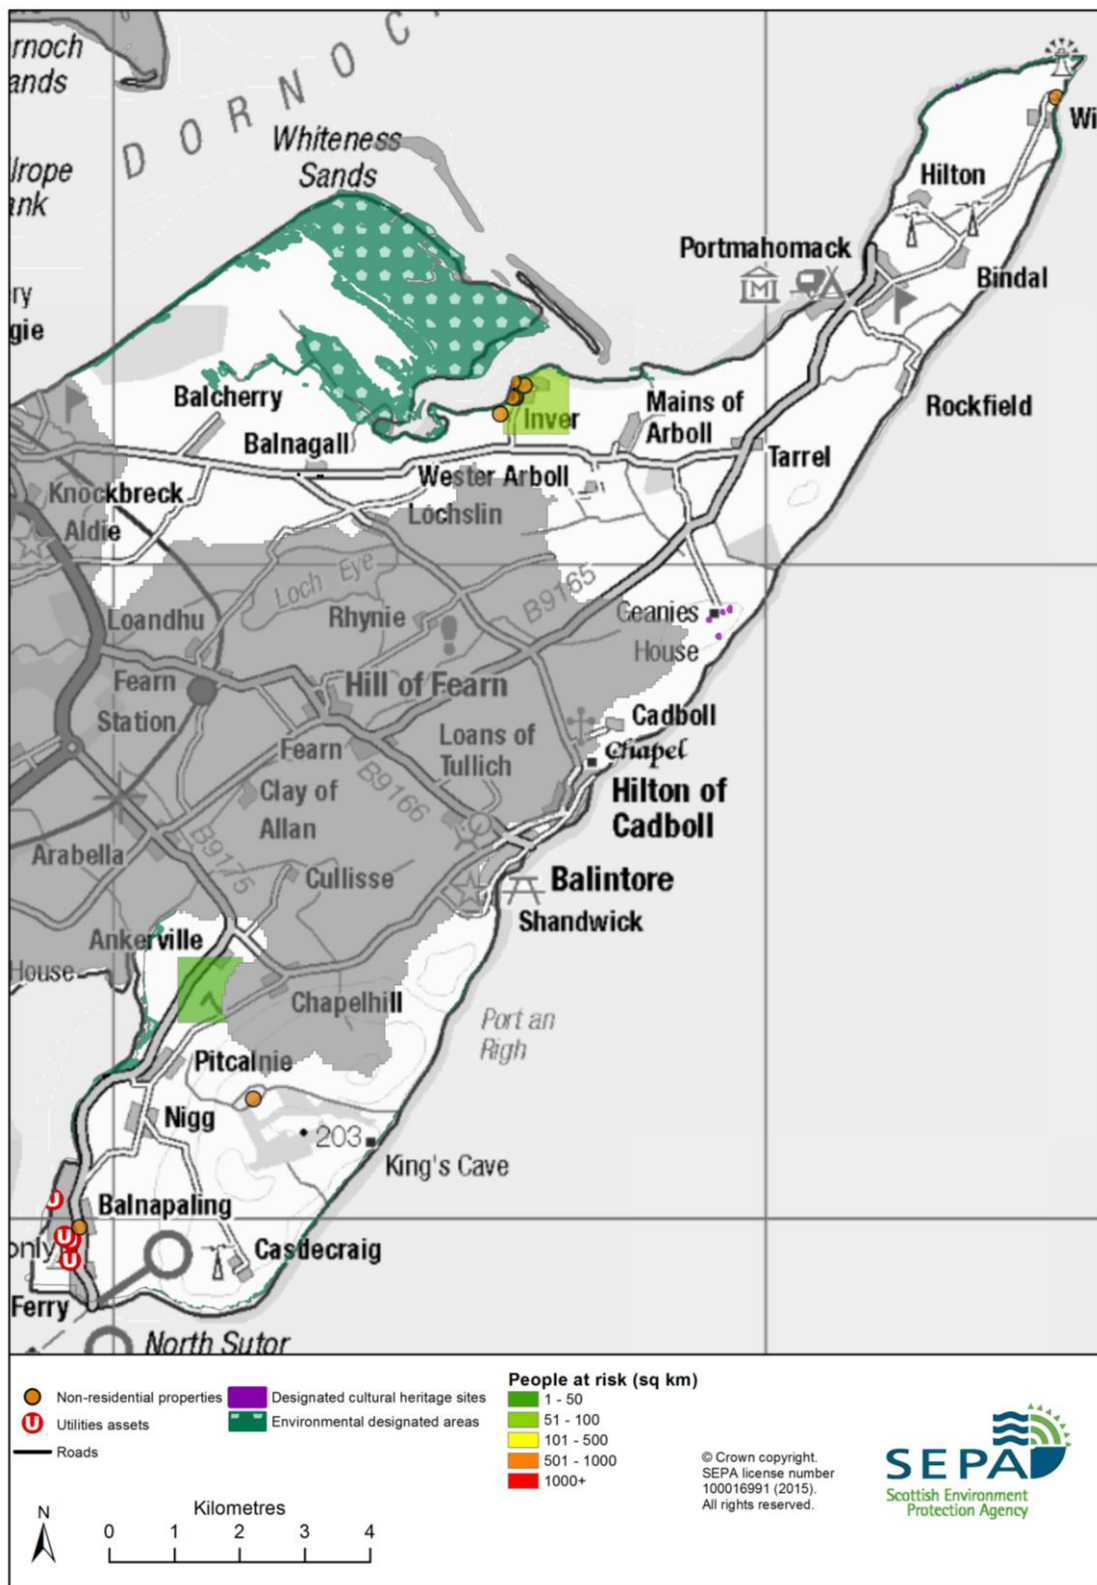 rnoch
ands
DORNOC
Whiteness
Sands
lrope
ank
ry
gie
Wi
Hilton
Portmahomack
M
Bindal
Balcherry
Balnagall
Inver
Mains of
Arboll
Rockfield
Tarrel
Wester Arboll
Knockbreck
Aldie
Lochslin
Loch Eye
B9165
Loandhu
Rhynie
Geanies
House
Fearn
Station
Hill of Fearn
Cadboll
Chapel
Fearn
Loans of
Tullich
B9166
Hilton of
Cadboll
Clay of
Allan
Arabella
B9175
Cullisse
Balintore
Shandwick
Ankerville
House
Chapelhill
Port an
Righ
Pitcalnie
Nigg
203
King's Cave
U
Balnapaling
U
U
only
Castlecraig
Ferry
North Sutor
Non-residential properties
U Utilities assets
Roads
Designated cultural heritage sites
Environmental designated areas
People at risk (sq km)
1 - 50
51 - 100
101 - 500
501 - 1000
1000+
© Crown copyright.
SEPA license number
100016991 (2015).
All rights reserved.
SEPA
Scottish Environment
Protection Agency
N
Kilometres
0 1 2 3 4